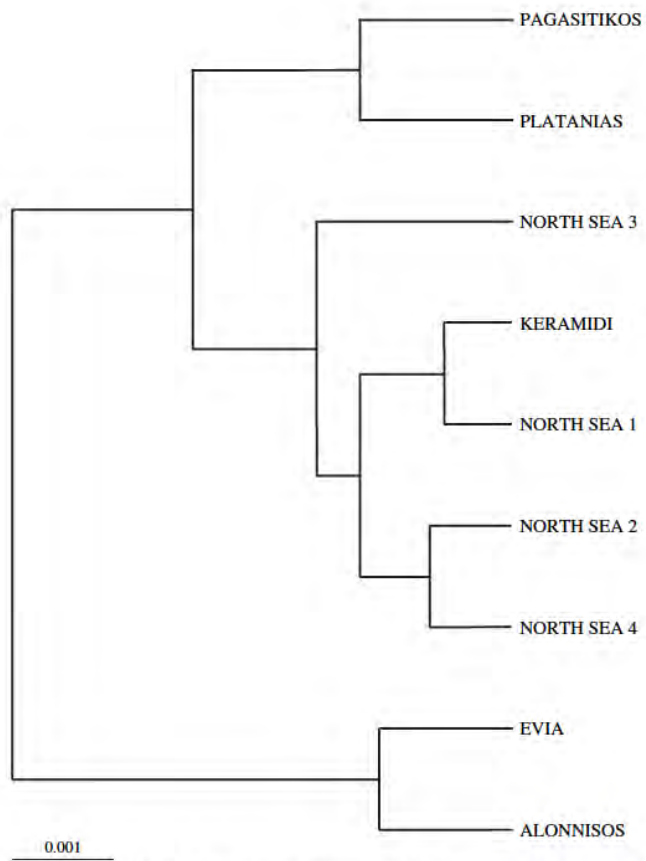 PAGASITIKOS
PLATANIAS
NORTH SEA 3
KERAMIDI
NORTH SEA 1
NORTH SEA 2
NORTH SEA 4
EVIA
ALONNISOS
0.001